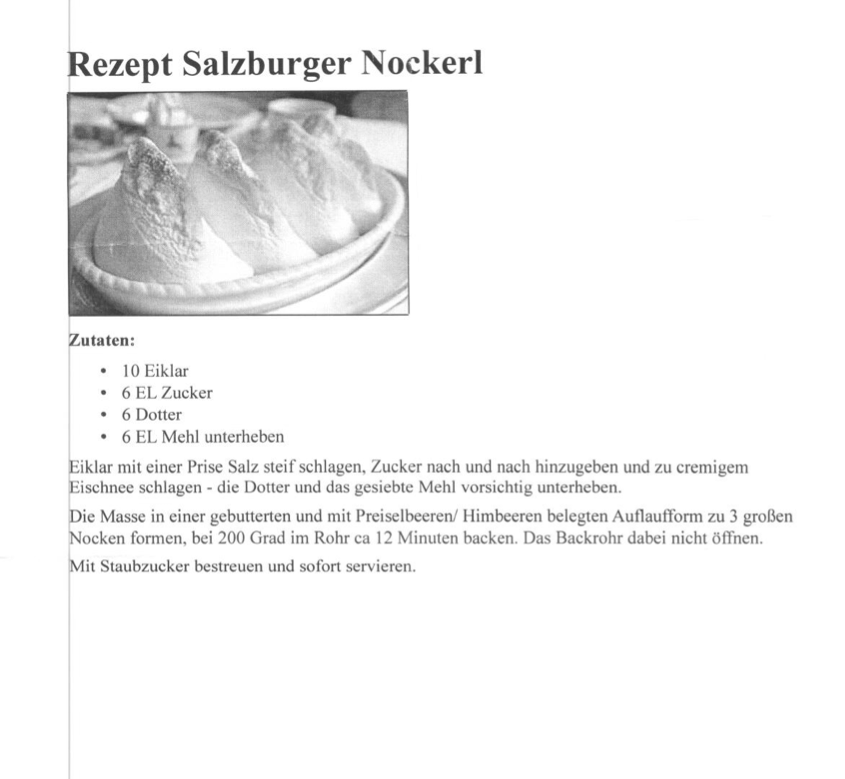 Rezept Salzburger Nockerl
Zutaten:
• 10 Eiklar
• 6 EL Zucker
• 6 Dotter
• 6 EL Mehl unterheben
Eiklar mit einer Prise Salz steif schlagen, Zucker nach und nach hinzugeben und zu cremigem
Eischnee schlagen - die Dotter und das gesiebte Mehl vorsichtig unterheben.
Die Masse in einer gebutterten und mit Preiselbeeren/ Himbeeren belegten Auflaufform zu 3 großen
Nocken formen, bei 200 Grad im Rohr ca 12 Minuten backen. Das Backrohr dabei nicht öffnen.
Mit Staubzucker bestreuen und sofort servieren.